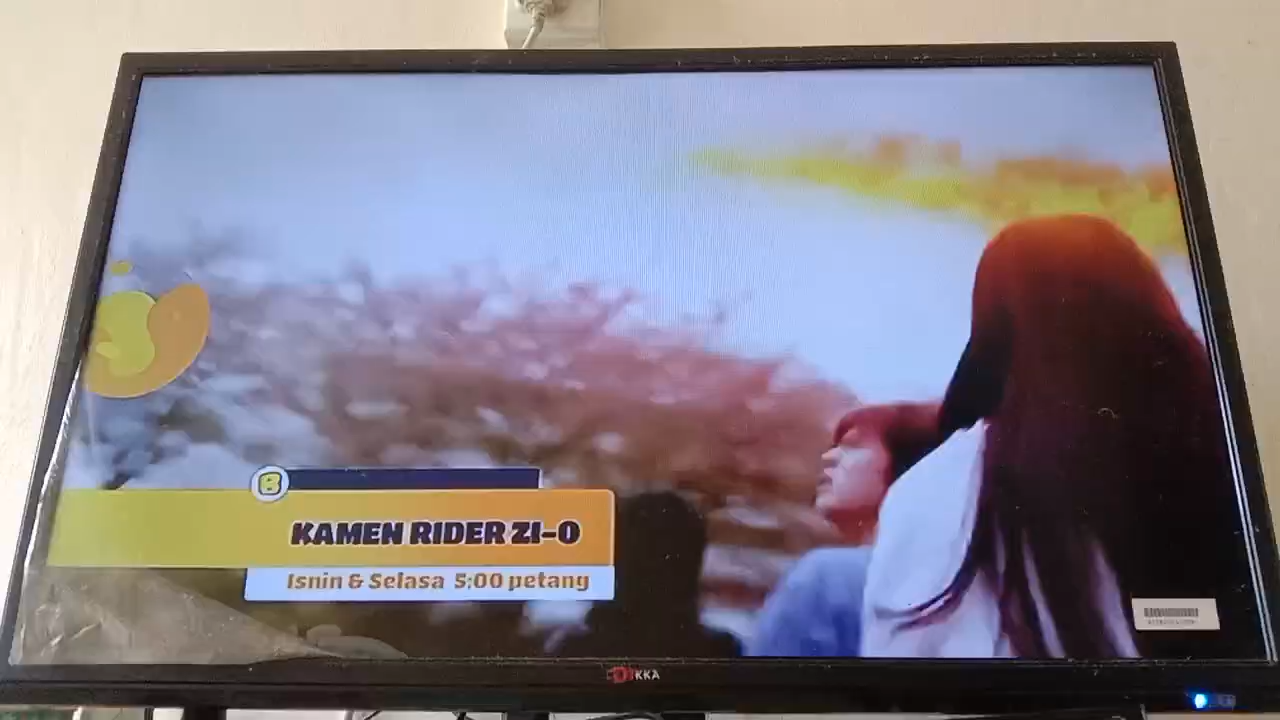 B
KAMEN RIDER ZI-O
Isnin & Selasa 5:00 petang
KKA